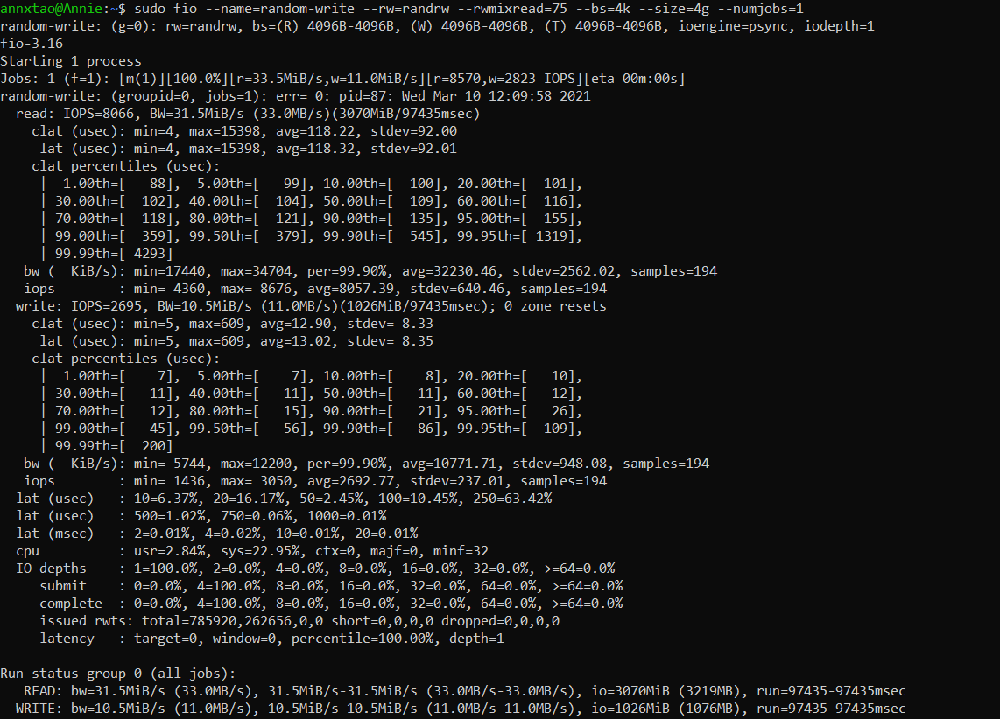 annxtao@Annie:~$ sudo fio --name=random-write --rw=randrw --rwmixread=75 --bs=4k --size=4g --numjobs=1
random-write: (g=0): rw=randrw, bs=(R) 4096B-4096B, (W) 4096B-4096B, (T) 4096B-4096B, ioengine=psync, iodepth=1
fio-3.16
Starting 1 process
Jobs: 1 (f=1): [m(1)][100.0%][r=33.5MiB/s,w=11.0MiB/s][r=8570,w=2823 IOPS][eta 00m:00s]
random-write: (groupid=0, jobs=1): err= 0: pid=87: Wed Mar 10 12:09:58 2021
  read: IOPS=8066, BW=31.5MiB/s (33.0MB/s)(3070MiB/97435msec)
    clat (usec): min=4, max=15398, avg=118.22, stdev=92.00
     lat (usec): min=4, max=15398, avg=118.32, stdev=92.01
    clat percentiles (usec):
     |  1.00th=[   88],  5.00th=[   99], 10.00th=[  100], 20.00th=[  101],
     | 30.00th=[  102], 40.00th=[  104], 50.00th=[  109], 60.00th=[  116],
     | 70.00th=[  118], 80.00th=[  121], 90.00th=[  135], 95.00th=[  155],
     | 99.00th=[  359], 99.50th=[  379], 99.90th=[  545], 99.95th=[ 1319],
     | 99.99th=[ 4293]
   bw (  KiB/s): min=17440, max=34704, per=99.90%, avg=32230.46, stdev=2562.02, samples=194
   iops        : min= 4360, max= 8676, avg=8057.39, stdev=640.46, samples=194
  write: IOPS=2695, BW=10.5MiB/s (11.0MB/s)(1026MiB/97435msec); 0 zone resets
    clat (usec): min=5, max=609, avg=12.90, stdev= 8.33
     lat (usec): min=5, max=609, avg=13.02, stdev= 8.35
    clat percentiles (usec):
     |  1.00th=[    7],  5.00th=[    7], 10.00th=[    8], 20.00th=[   10],
     | 30.00th=[   11], 40.00th=[   11], 50.00th=[   11], 60.00th=[   12],
     | 70.00th=[   12], 80.00th=[   15], 90.00th=[   21], 95.00th=[   26],
     | 99.00th=[   45], 99.50th=[   56], 99.90th=[   86], 99.95th=[  109],
     | 99.99th=[  200]
   bw (  KiB/s): min= 5744, max=12200, per=99.90%, avg=10771.71, stdev=948.08, samples=194
   iops        : min= 1436, max= 3050, avg=2692.77, stdev=237.01, samples=194
  lat (usec)   : 10=6.37%, 20=16.17%, 50=2.45%, 100=10.45%, 250=63.42%
  lat (usec)   : 500=1.02%, 750=0.06%, 1000=0.01%
  lat (msec)   : 2=0.01%, 4=0.02%, 10=0.01%, 20=0.01%
  cpu          : usr=2.84%, sys=22.95%, ctx=0, majf=0, minf=32
  IO depths    : 1=100.0%, 2=0.0%, 4=0.0%, 8=0.0%, 16=0.0%, 32=0.0%, >=64=0.0%
     submit    : 0=0.0%, 4=100.0%, 8=0.0%, 16=0.0%, 32=0.0%, 64=0.0%, >=64=0.0%
     complete  : 0=0.0%, 4=100.0%, 8=0.0%, 16=0.0%, 32=0.0%, 64=0.0%, >=64=0.0%
     issued rwts: total=785920,262656,0,0 short=0,0,0,0 dropped=0,0,0,0
     latency   : target=0, window=0, percentile=100.00%, depth=1

Run status group 0 (all jobs):
   READ: bw=31.5MiB/s (33.0MB/s), 31.5MiB/s-31.5MiB/s (33.0MB/s-33.0MB/s), io=3070MiB (3219MB), run=97435-97435msec
  WRITE: bw=10.5MiB/s (11.0MB/s), 10.5MiB/s-10.5MiB/s (11.0MB/s-11.0MB/s), io=1026MiB (1076MB), run=97435-97435msec